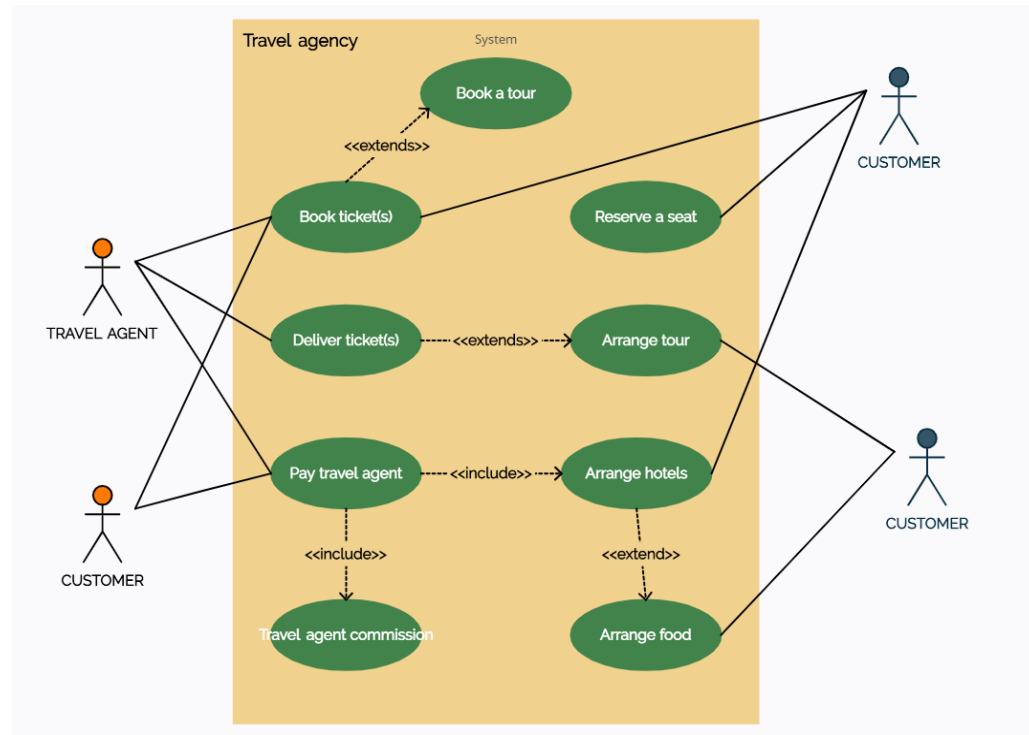 Travel agency
System
Book a tour
<<extends>>
CUSTOMER
Book ticket(s)
Reserve a seat
TRAVEL AGENT
Deliver ticket(s)
<<extends>>
Arrange tour
Pay travel agent
<<include>>
Arrange hotels
CUSTOMER
<<include>>
<<extend>>
CUSTOMER
Travel agent commission
Arrange food